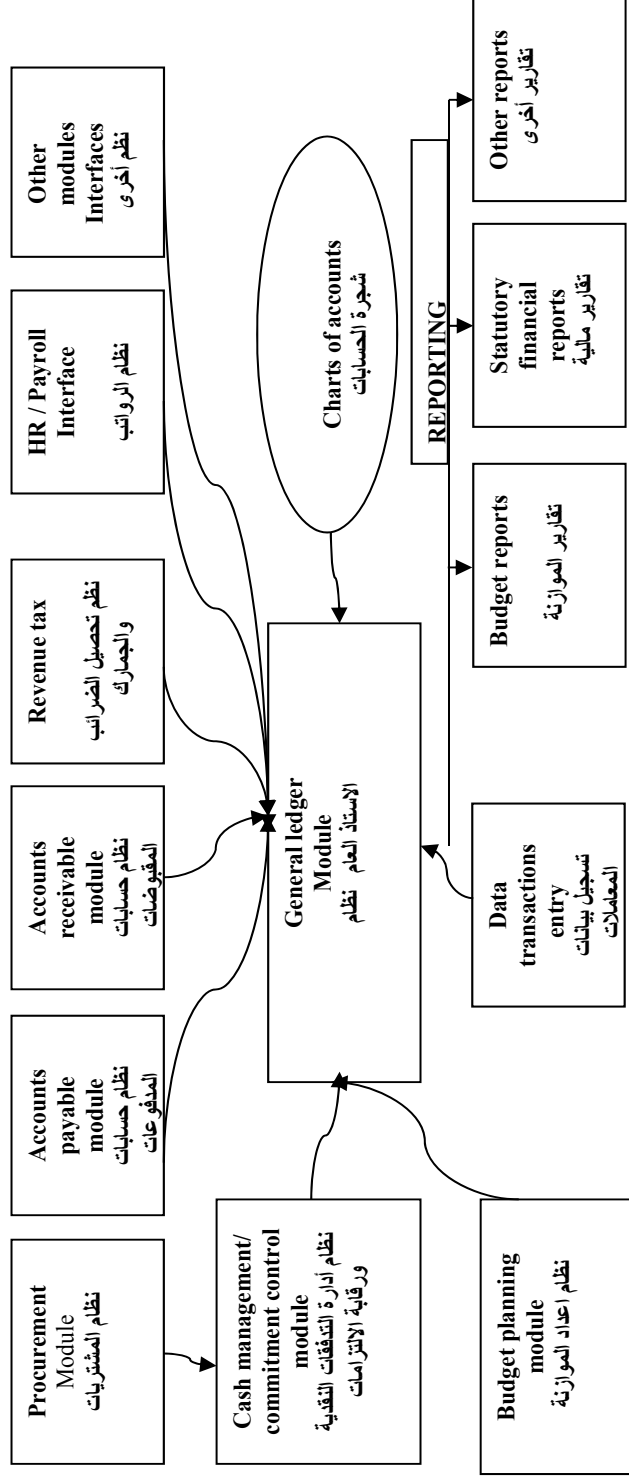 Procurement
Module
نظام المشتريات
Accounts
payable
module
نظام حسابات
المدفوعات
Accounts
receivable
module
نظام حسابات
المقبوضات
Revenue tax
نظم تحصيل الضرائب
والجمارك
HR / Payroll
Interface
نظام الرواتب
Other
modules
Interfaces
نظم أخرى
Cash management/
commitment control
module
نظام أدارة التدفقات النقدية
ورقابة الالتزامات
General ledger
Module
الاستاذ العام نظام
Charts of accounts
شجرة الحسابات
REPORTING
Budget planning
module
نظام اعداد الموازنة
Data
transactions
entry
تسجيل بيانات
المعاملات
Budget reports
تقارير الموازنة
Statutory
financial
reports
تقارير مالية
Other reports
تقارير أخرى